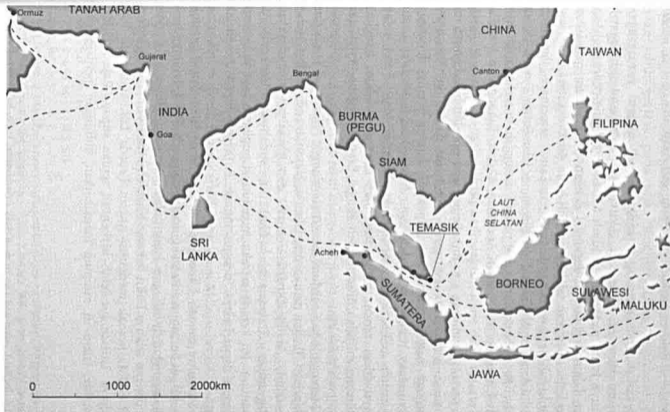 Ormuz
TANAH ARAB
CHINA
TAIWAN
Gujerat
Bengal
Canton
INDIA
BURMA
(PEGU)
FILIPINA
Goa
SIAM
LAUT
CHINA
SELATAN
TEMASIK
SRI
LANKA
Acheh
BORNEO
SULAWESI
SUMATERA
MALUKU
JAWA
0 1000 2000km